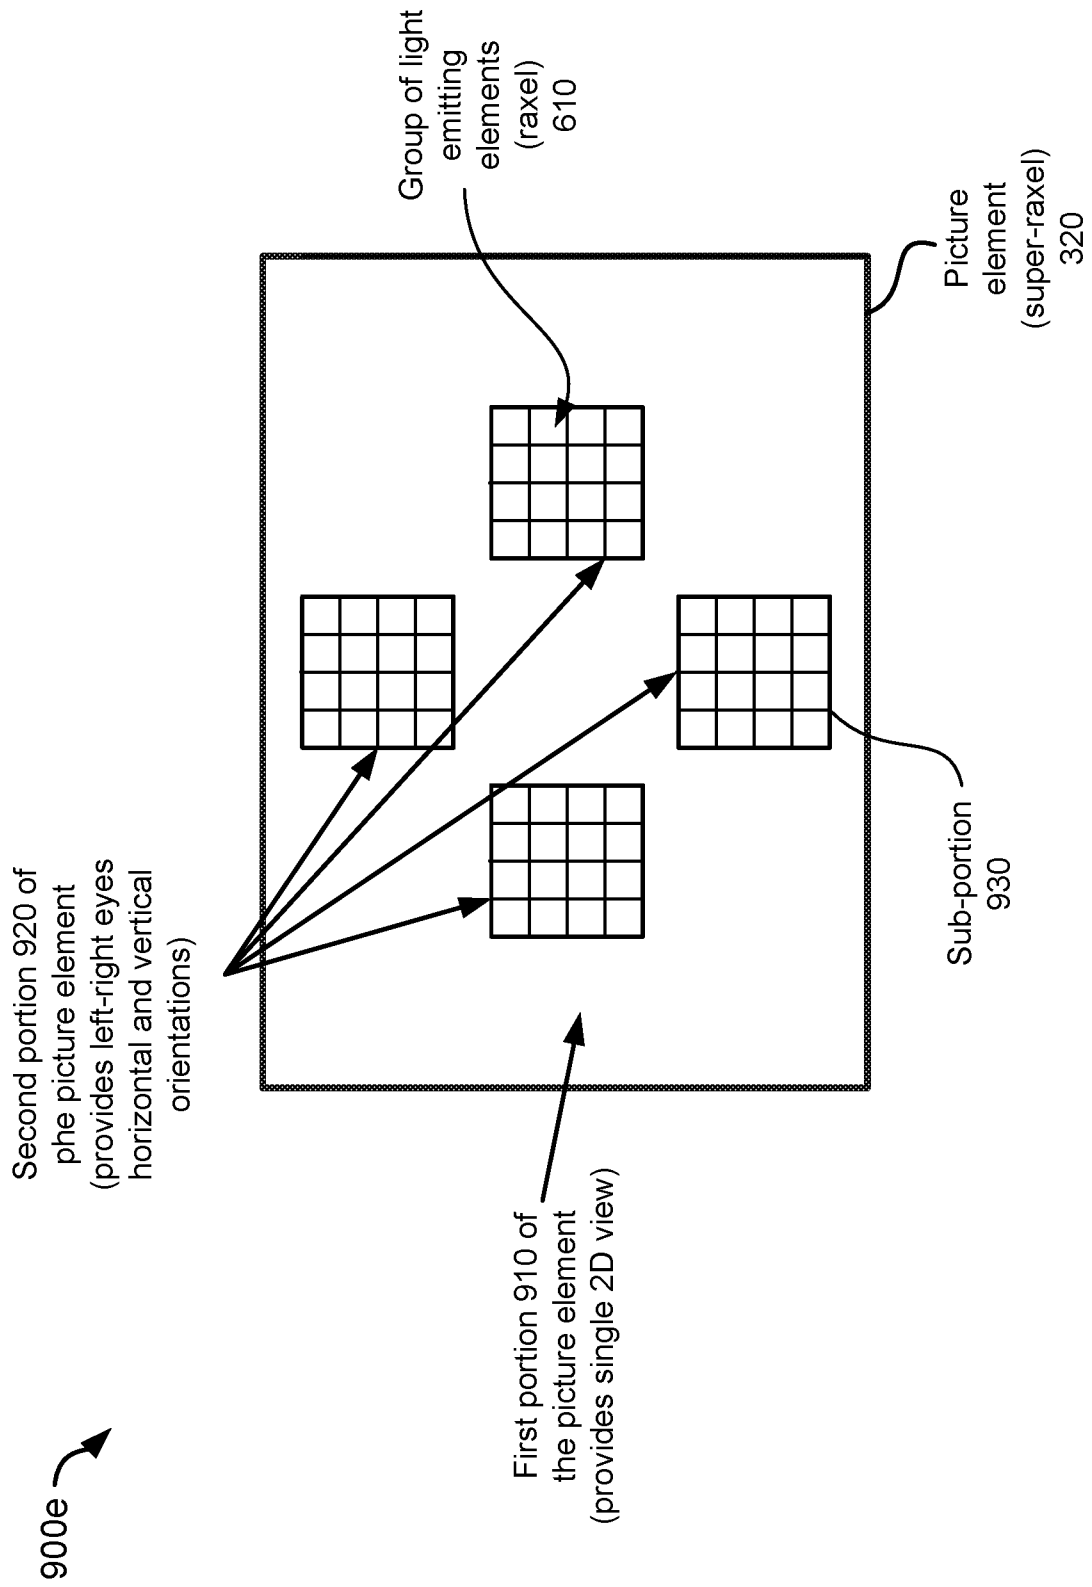 900e
Second portion 920 of
phe picture element
(provides left-right eyes
horizontal and vertical
orientations)
Group of light
emitting
elements
(raxel)
610
First portion 910 of
the picture element
(provides single 2D view)
Sub-portion
930
Picture
element
(super-raxel)
320